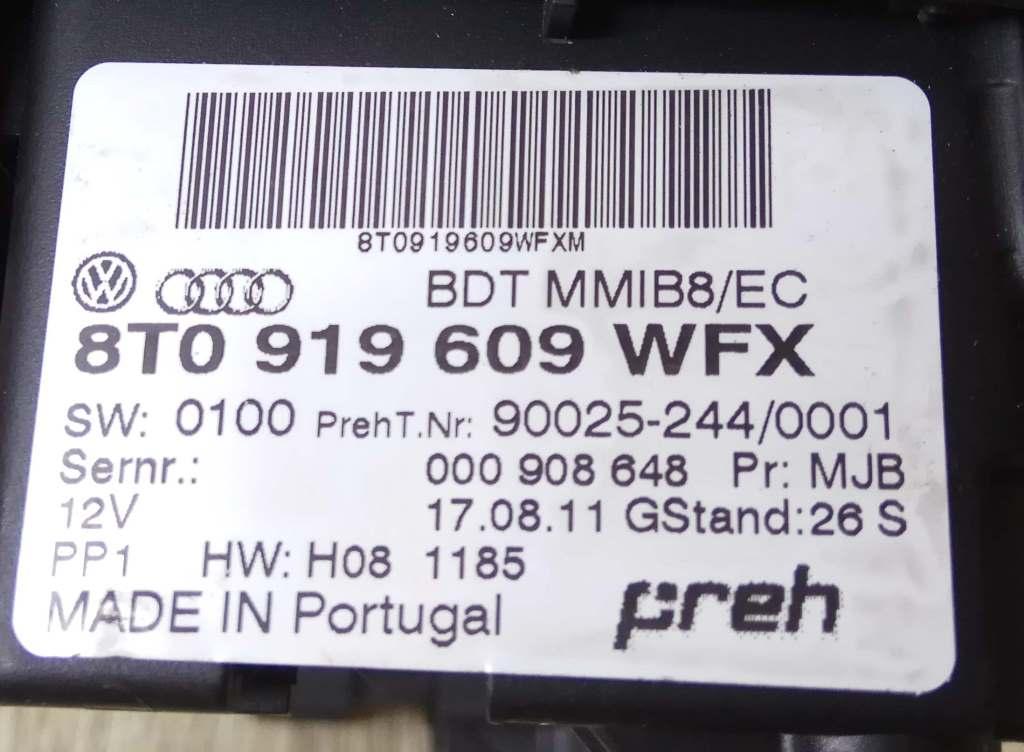 8T0919609WFXM
BDT MMIB8/EC
8T0 919 609 WFX
SW: 0100 PrehT.Nr: 90025-244/0001
Sernr.: 000 908 648 Pr: MJB
12V 17.08.11 GStand:26 S
PP1 HW: H08 1185
MADE IN Portugal preh